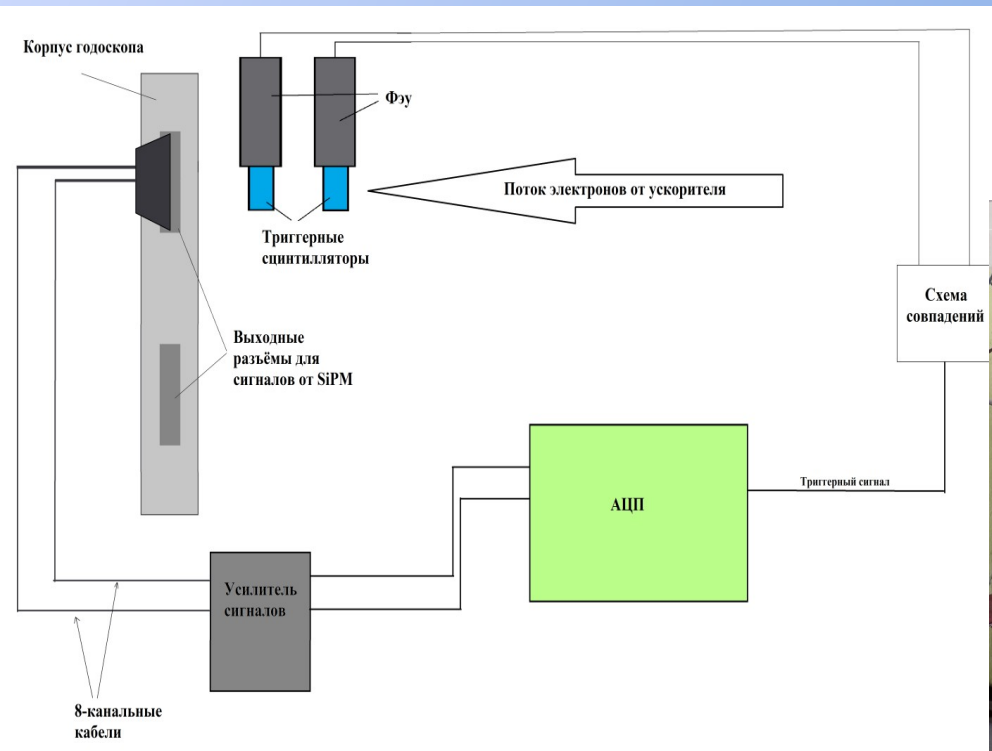 Корпус годоскопа
Фэу
Поток электронов от ускорителя
Триггерные
сцинтилляторы
Схема
совпадений
Выходные
разъёмы для
сигналов от SiPM
Триггерный сигнал
АЦП
Усилитель
сигналов
8-канальные
кабели